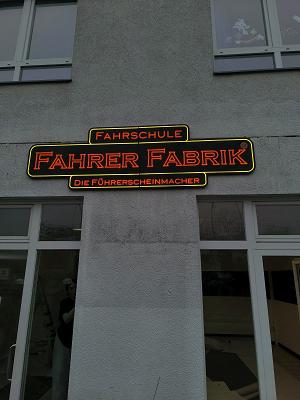 FAHRSCHULE
FAHRER FABRIK®
DIE FÜHRERSCHEINMACHER